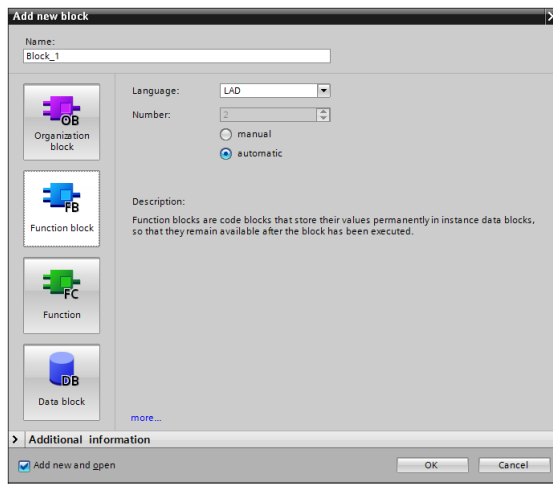 Add new block
Name:
Block_1
OB
Organization
block
FB
Function block
FC
Function
DB
Data block
Language:
LAD
Number:
2
manual
automatic
Description:
Function blocks are code blocks that store their values permanently in instance data blocks,
so that they remain available after the block has been executed.
more...
> Additional information
Add new and open
OK
Cancel